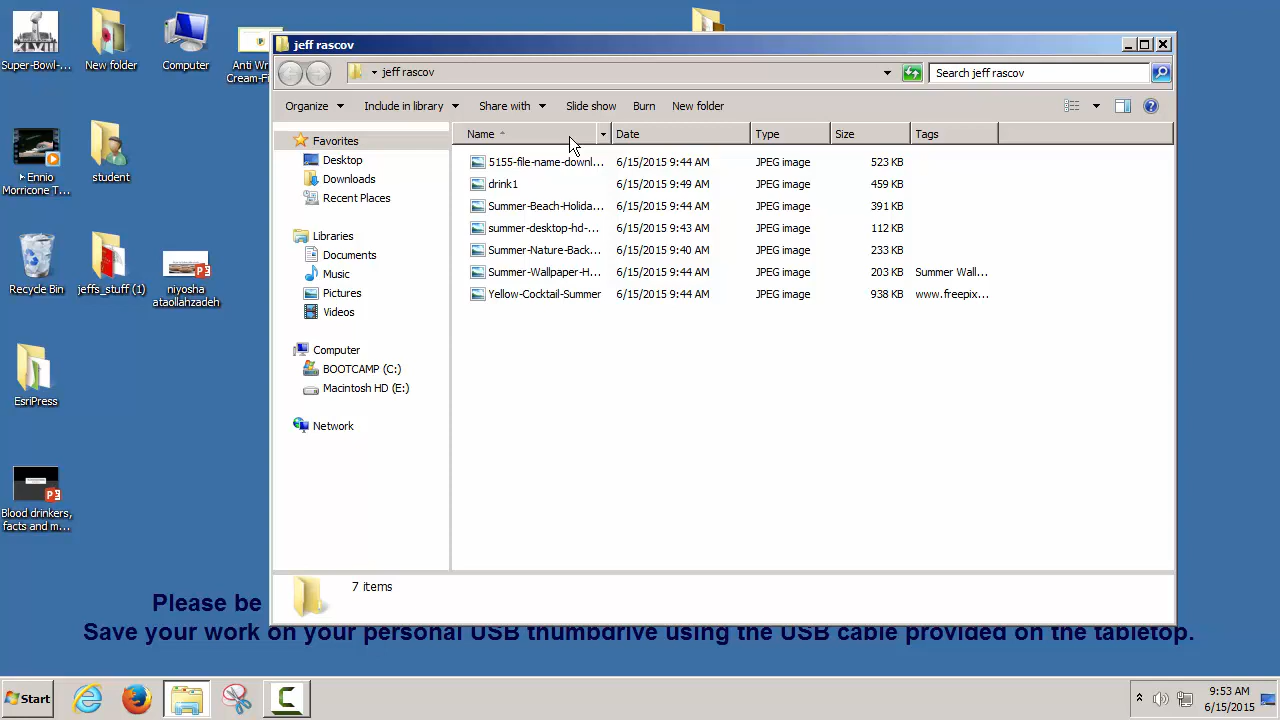 Super-Bowl-...
XLVIII
New folder
Computer
Anti Wr
Cream-Fi
Ennio
Morricone T...
student
Recycle Bin
jeffs_stuff (1)
niyosha
ataollahzadeh
EsriPress
Blood drinkers,
facts and m...
jeff rascov
jeff rascov
Search jeff rascov
Organize
Include in library
Share with
Slide show
Burn
New folder
Favorites
Desktop
Downloads
Recent Places
Libraries
Documents
Music
Pictures
Videos
Computer
BOOTCAMP (C:)
Macintosh HD (E:)
Network
Name Date Type Size Tags
5155-file-name-downl... 6/15/2015 9:44 AM JPEG image 523 KB
drink1 6/15/2015 9:49 AM JPEG image 459 KB
Summer-Beach-Holida... 6/15/2015 9:44 AM JPEG image 391 KB
summer-desktop-hd-... 6/15/2015 9:43 AM JPEG image 112 KB
Summer-Nature-Back... 6/15/2015 9:40 AM JPEG image 233 KB
Summer-Wallpaper-H... 6/15/2015 9:44 AM JPEG image 203 KB Summer Wall...
Yellow-Cocktail-Summer 6/15/2015 9:44 AM JPEG image 938 KB www.freepix...
7 items
Please be
Save your work on your personal USB thumbdrive using the USB cable provided on the tabletop.
Start
9:53 AM
6/15/2015